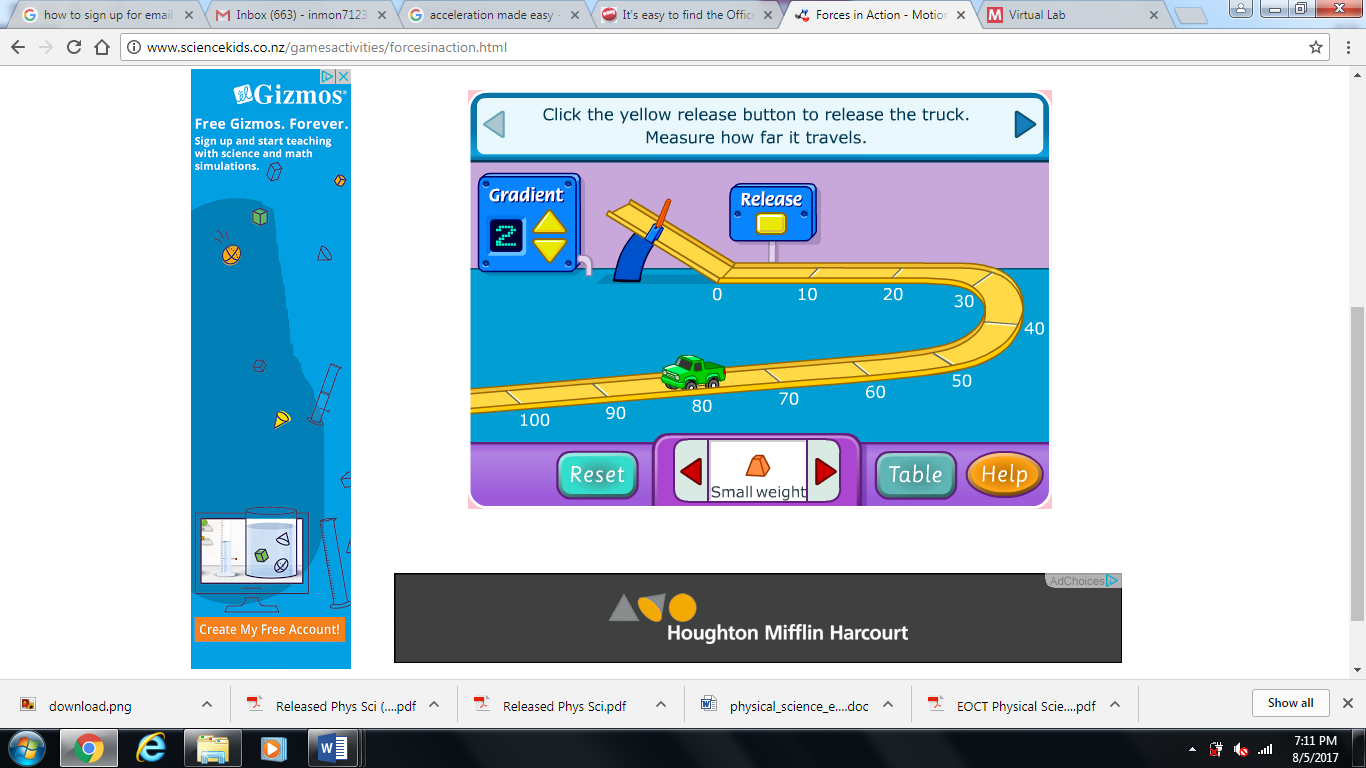 how to sign up for email
Inbox (663) - inmon7123
acceleration made easy -
It's easy to find the Offic
Forces in Action - Motion
Virtual Lab
www.sciencekids.co.nz/gamesactivities/forcesinaction.html
Gizmos
Free Gizmos. Forever.
Sign up and start teaching
with science and math
simulations.
Create My Free Account!
Click the yellow release button to release the truck.
Measure how far it travels.
Gradient
2
Release
0
10
20
30
40
50
60
70
80
90
100
Reset
Small weight
Table
Help
AdChoices
Houghton Mifflin Harcourt
download.png
Released Phys Sci (....pdf
Released Phys Sci.pdf
physical_science_e....doc
EOCT Physical Scie....pdf
Show all
7:11 PM
8/5/2017